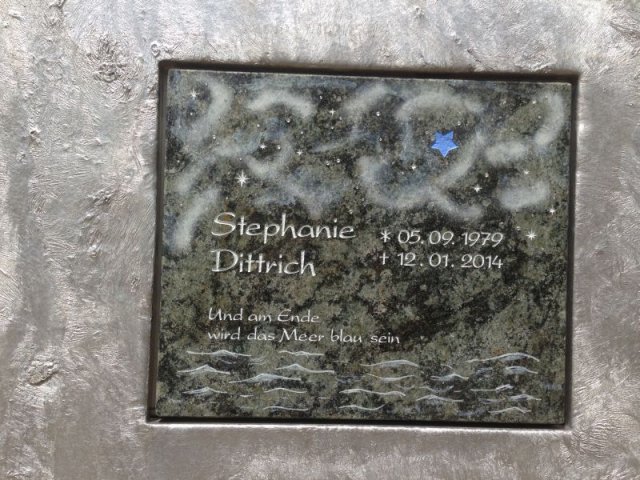 Stephanie * 05. 09. 1979
Dittrich † 12. 01. 2014
Und am Ende
wird das Meer blau sein